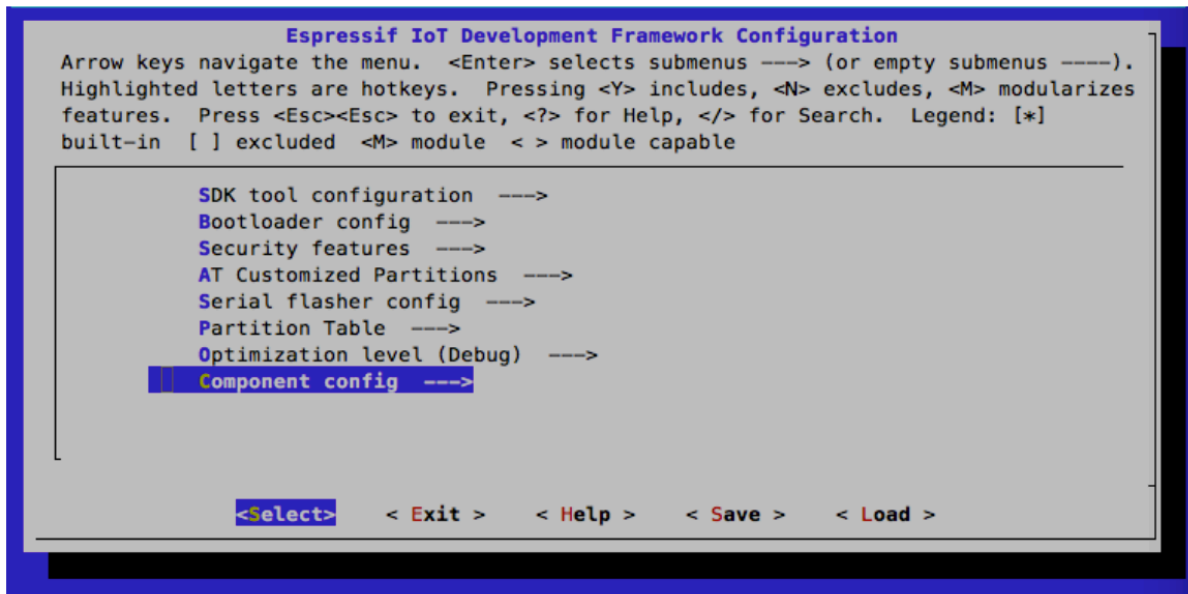 Espressif IoT Development Framework Configuration
Arrow keys navigate the menu.  <Enter> selects submenus ---> (or empty submenus ----).
Highlighted letters are hotkeys.  Pressing <Y> includes, <N> excludes, <M> modularizes
features.  Press <Esc><Esc> to exit, <?> for Help, </> for Search.  Legend: [*]
built-in  [ ] excluded  <M> module  < > module capable
SDK tool configuration  --->
Bootloader config  --->
Security features  --->
AT Customized Partitions  --->
Serial flasher config  --->
Partition Table  --->
Optimization level (Debug)  --->
Component config  --->
<Select>    < Exit >    < Help >    < Save >    < Load >